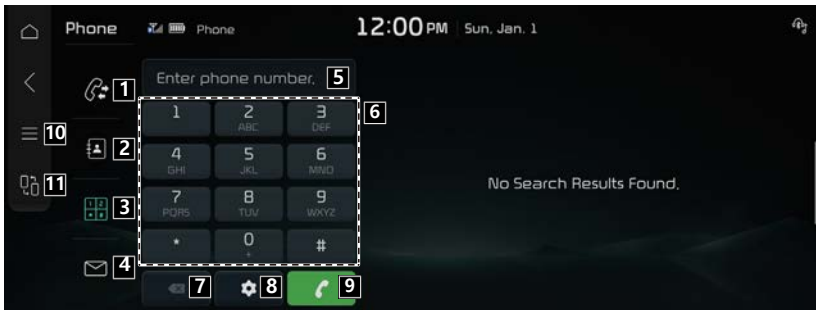 Phone
Phone
12:00 PM
Sun, Jan. 1
Enter phone number.
5
1
1
2
ABC
3
DEF
6
10
2
4
GHI
5
JKL
6
MNO
No Search Results Found.
11
3
7
PQRS
8
TUV
9
WXYZ
*
0
+
#
4
7
8
9